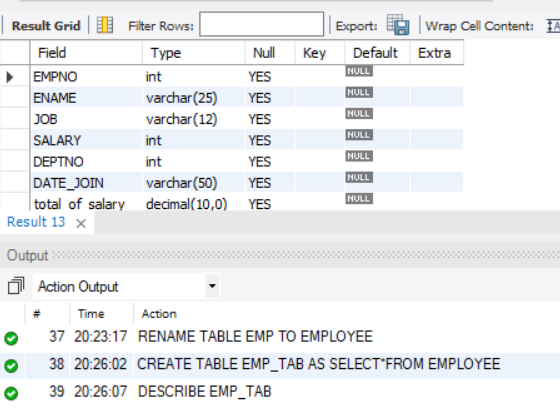 Result Grid Filter Rows: Export: Wrap Cell Content:
Field Type Null Key Default Extra
EMPNO int YES NULL
ENAME varchar(25) YES NULL
JOB varchar(12) YES NULL
SALARY int YES NULL
DEPTNO int YES NULL
DATE_JOIN varchar(50) YES NULL
total_of_salary decimal(10,0) YES NULL
Result 13
Output
Action Output
# Time Action
37 20:23:17 RENAME TABLE EMP TO EMPLOYEE
38 20:26:02 CREATE TABLE EMP_TAB AS SELECT*FROM EMPLOYEE
39 20:26:07 DESCRIBE EMP_TAB